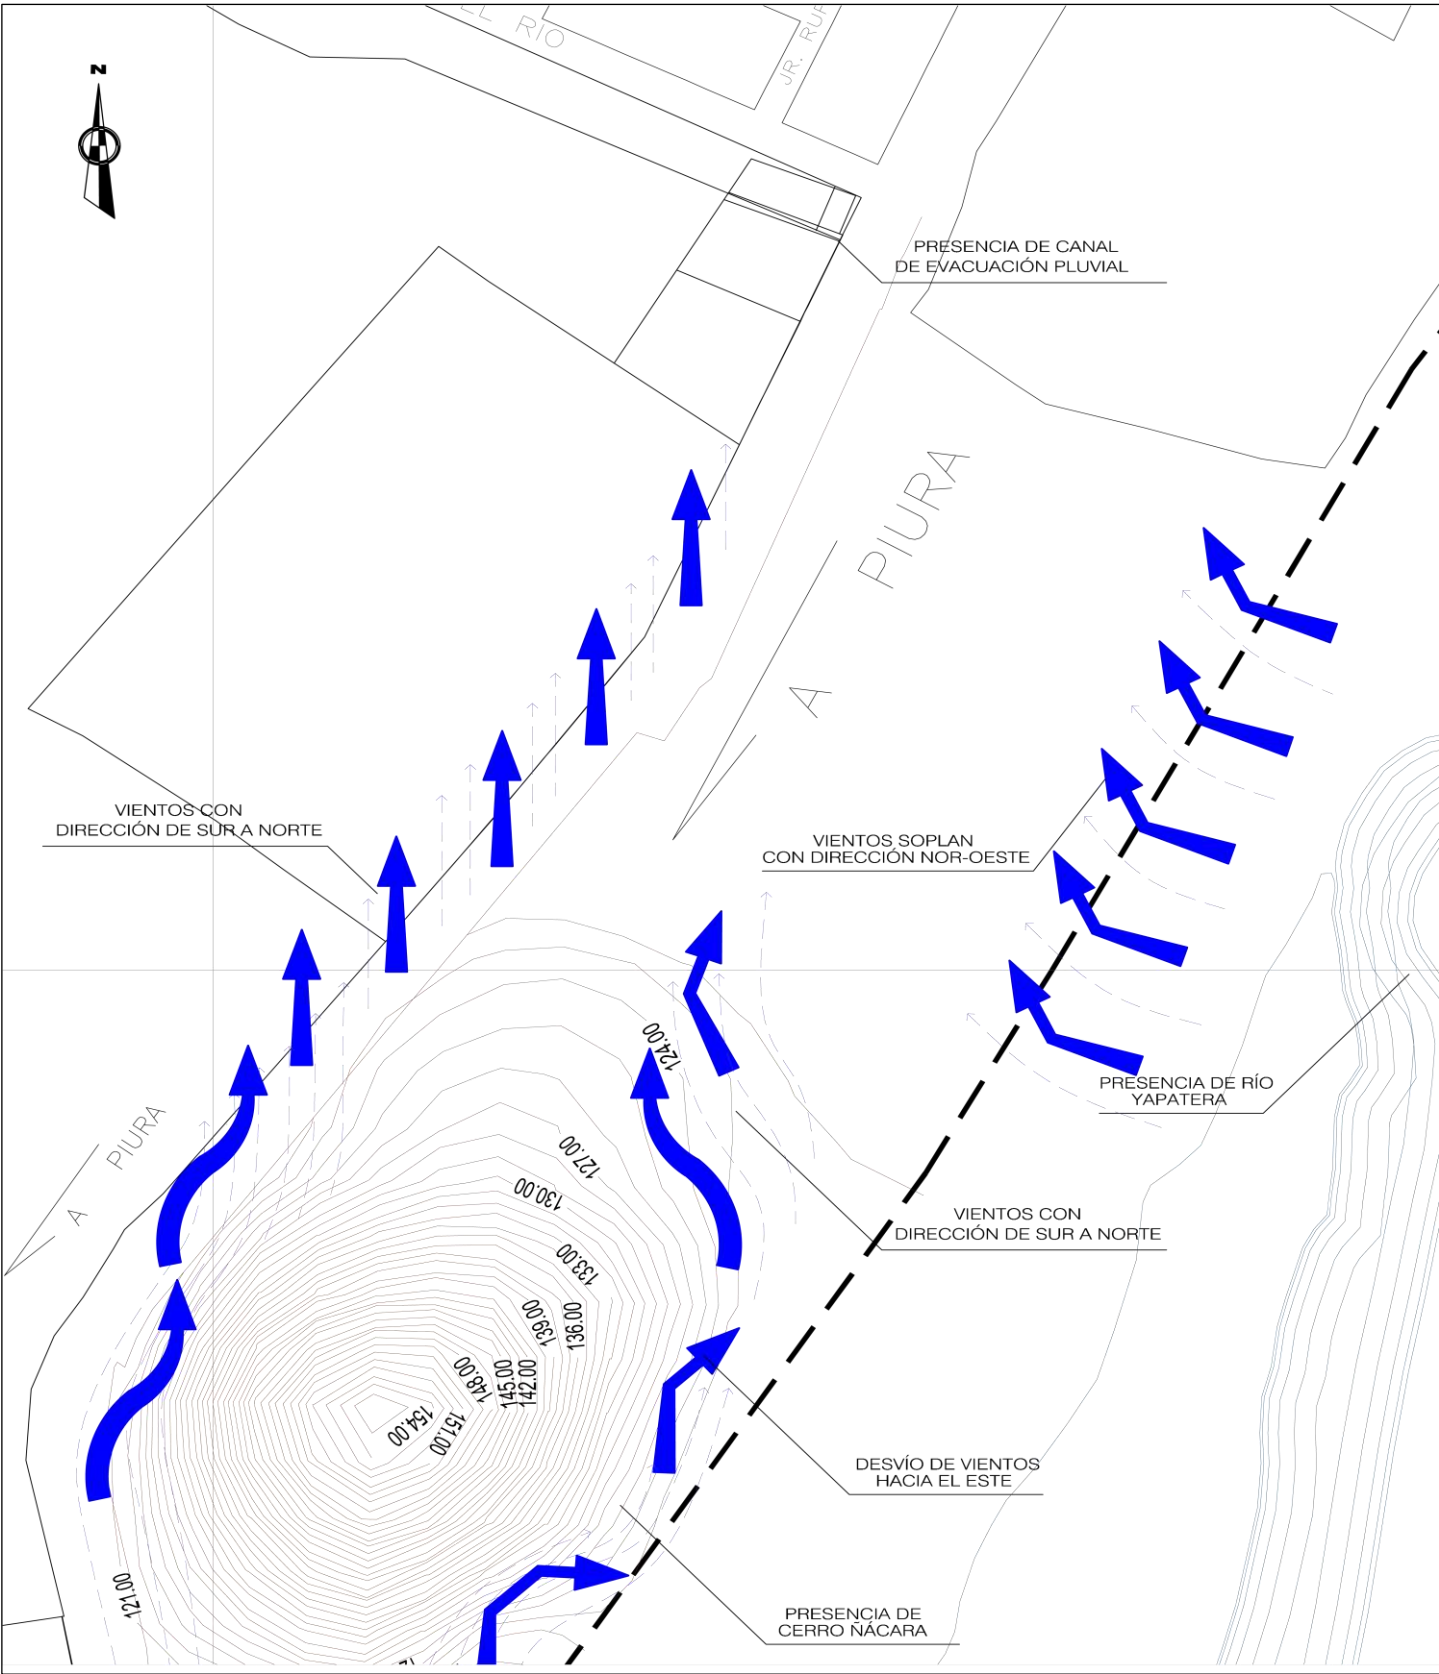 EL RIO
JR. RUF
N
PRESENCIA DE CANAL
DE EVACUACIÓN PLUVIAL
A PIURA
VIENTOS CON
DIRECCIÓN DE SUR A NORTE
VIENTOS SOPLAN
CON DIRECCIÓN NOR-OESTE
124.00
PRESENCIA DE RÍO
YAPATERA
A PIURA
127.00
130.00
VIENTOS CON
DIRECCIÓN DE SUR A NORTE
133.00
139.00
136.00
148.00
145.00
142.00
154.00
151.00
DESVÍO DE VIENTOS
HACIA EL ESTE
121.00
PRESENCIA DE
CERRO ÑÁCARA